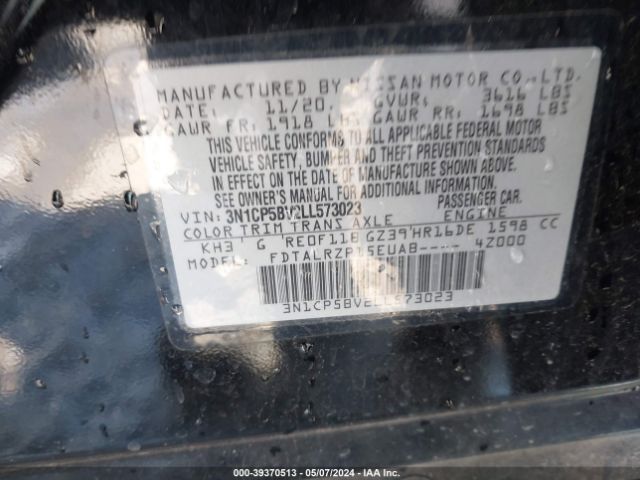 MANUFACTURED BY NISSAN MOTOR CO.,LTD.
DATE: 11/20, GVWR: 3616 LBS
GAWR FR: 1918 LBS GAWR RR: 1698 LBS
THIS VEHICLE CONFORMS TO ALL APPLICABLE FEDERAL MOTOR
VEHICLE SAFETY, BUMPER AND THEFT PREVENTION STANDARDS
IN EFFECT ON THE DATE OF MANUFACTURE SHOWN ABOVE.
SEE OWNER'S MANUAL FOR ADDITIONAL INFORMATION.
VIN: 3N1CP5BV2LL573023 PASSENGER CAR.
COLOR TRIM TRANS AXLE ENGINE
KH3 G RE0F11B GZ39 HR16DE 1598 CC
MODEL: FDTALRZP15EUAB---- 4Z000
3N1CP5BV2LL573023
000-39370513 - 05/07/2024 - IAA Inc.